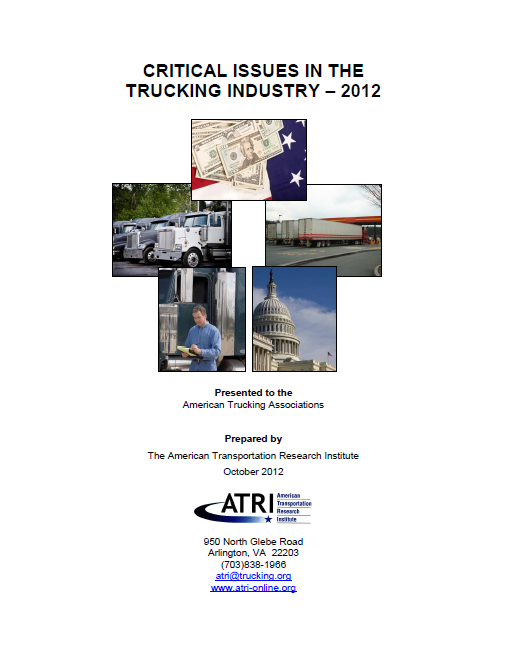 CRITICAL ISSUES IN THE
TRUCKING INDUSTRY – 2012
Presented to the
American Trucking Associations
Prepared by
The American Transportation Research Institute
October 2012
ATRI
American
Transportation
Research
Institute
950 North Glebe Road
Arlington, VA 22203
(703)838-1966
atri@trucking.org
www.atri-online.org